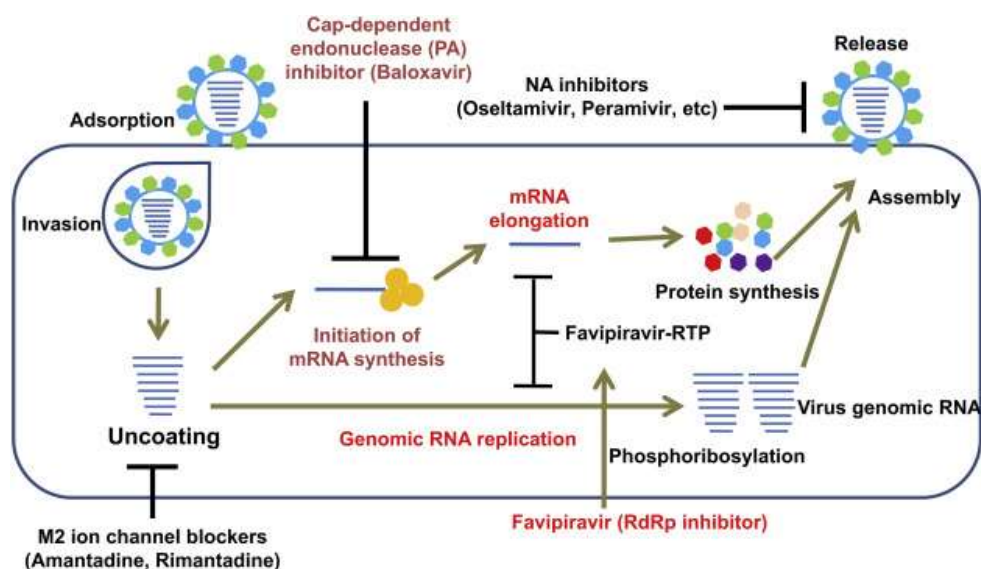 Cap-dependent
endonuclease (PA)
inhibitor (Baloxavir)
Release
NA inhibitors
(Oseltamivir, Peramivir, etc)
Adsorption
Invasion
mRNA
elongation
Assembly
Protein synthesis
Initiation of
mRNA synthesis
Favipiravir-RTP
Uncoating
Virus genomic RNA
Genomic RNA replication
Phosphoribosylation
M2 ion channel blockers
(Amantadine, Rimantadine)
Favipiravir (RdRp inhibitor)